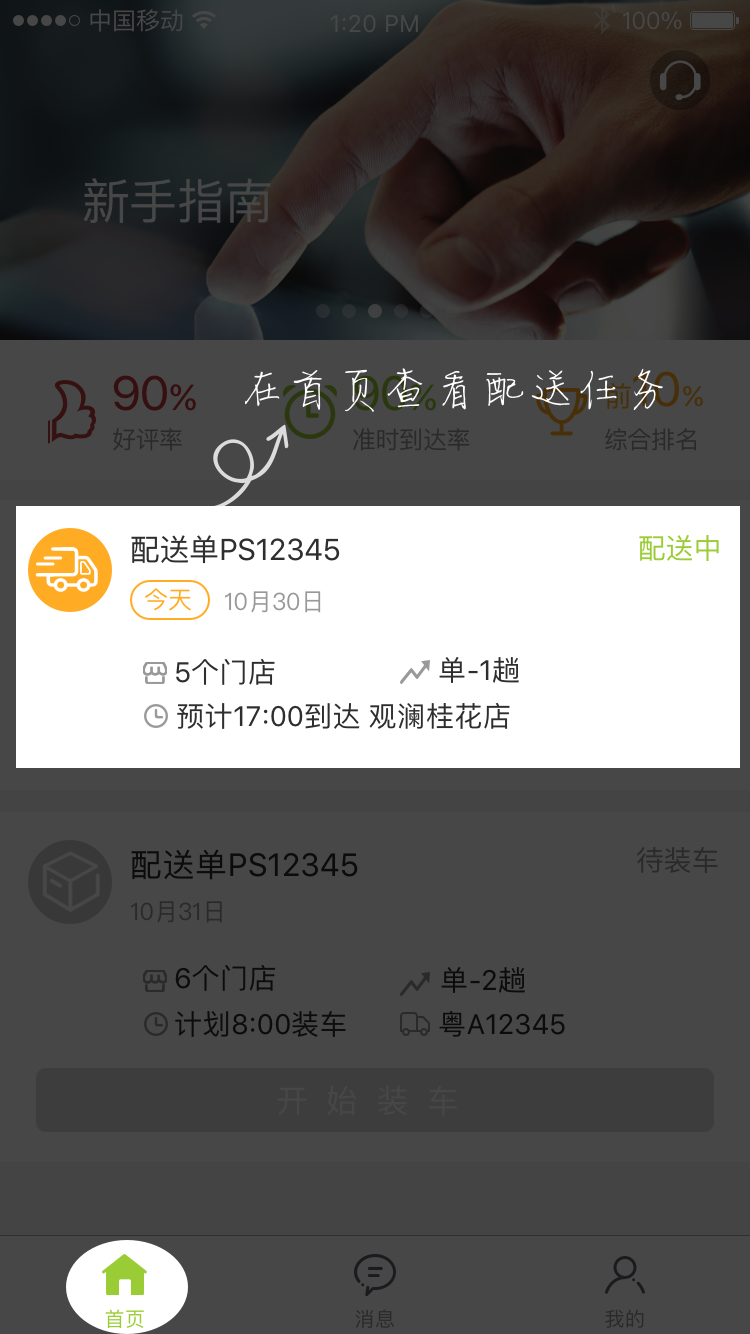 中国移动 1:20 PM 100%
新手指南
在首页查看配送任务
90% 90% 前10%
好评率 准时到达率 综合排名
配送单PS12345 配送中
今天 10月30日
5个门店 单-1趟
预计17:00到达 观澜桂花店
配送单PS12345 待装车
10月31日
6个门店 单-2趟
计划8:00装车 粤A12345
开始装车
首页 消息 我的